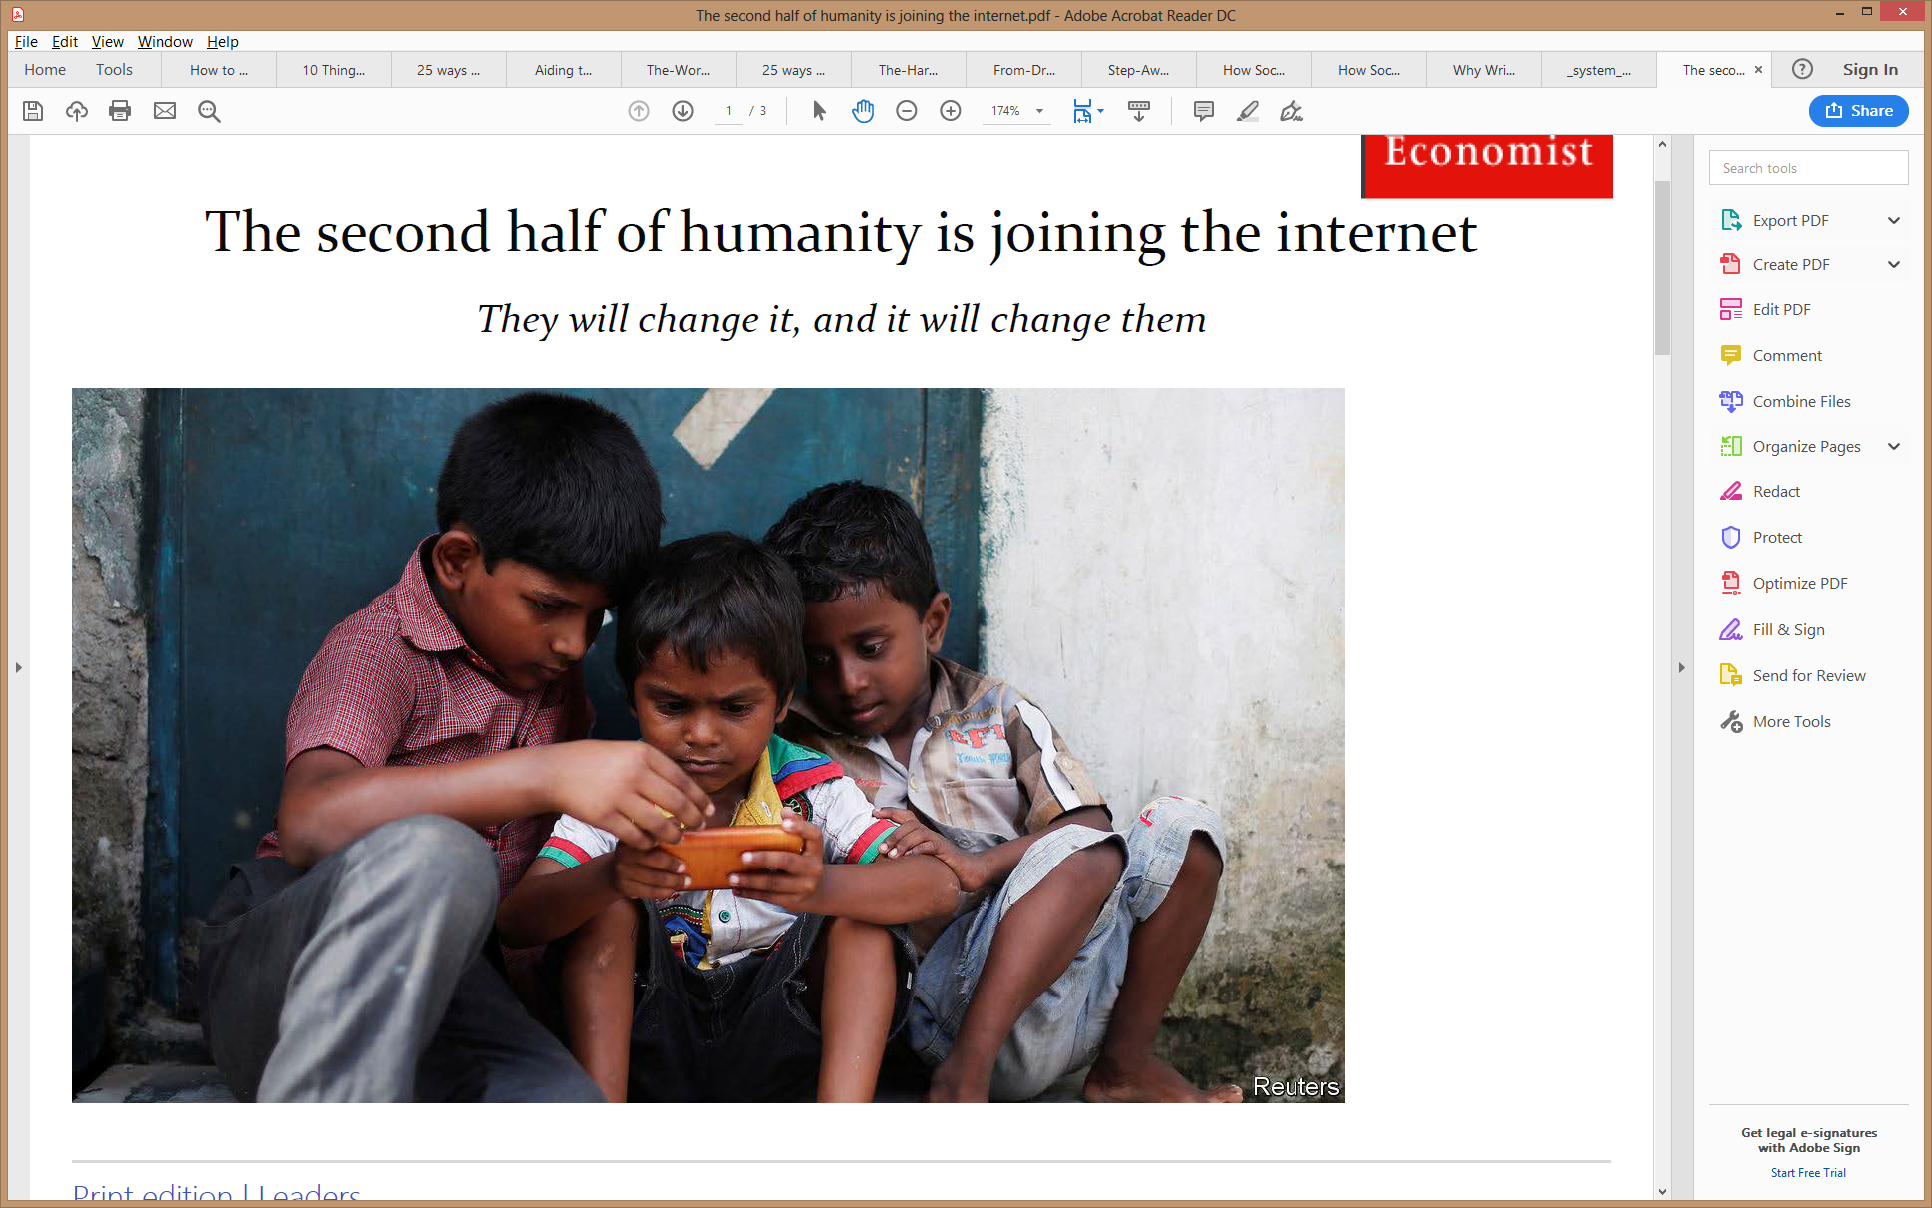 The second half of humanity is joining the internet.pdf - Adobe Acrobat Reader DC
File Edit View Window Help
Home Tools How to ... 10 Thing... 25 ways ... Aiding t... The-Wor... 25 ways ... The-Har... From-Dr... Step-Aw... How Soc... How Soc... Why Wri... _system_... The seco... Sign In
1 / 3 174% Share
Economist
The second half of humanity is joining the internet
They will change it, and it will change them
Reuters
Print edition | Leaders
Search tools
Export PDF
Create PDF
Edit PDF
Comment
Combine Files
Organize Pages
Redact
Protect
Optimize PDF
Fill & Sign
Send for Review
More Tools
Get legal e-signatures
with Adobe Sign
Start Free Trial